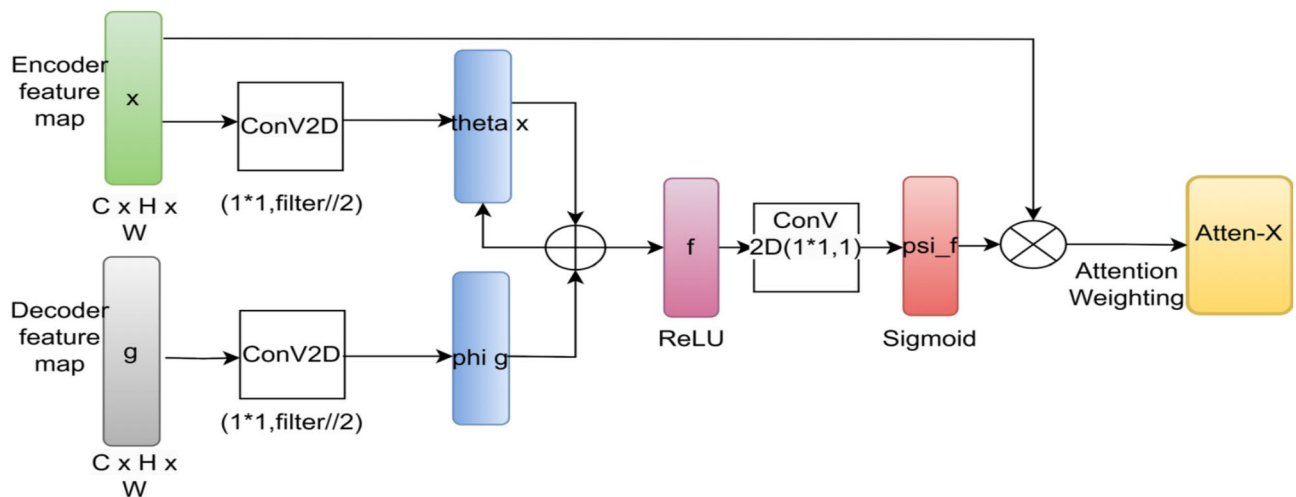 Encoder
feature
map
x
C x H x
W
ConV2D
(1*1,filter//2)
theta x
Decoder
feature
map
g
C x H x
W
ConV2D
(1*1,filter//2)
phi g
f
ReLU
ConV
2D(1*1,1)
psi_f
Sigmoid
Attention
Weighting
Atten-X